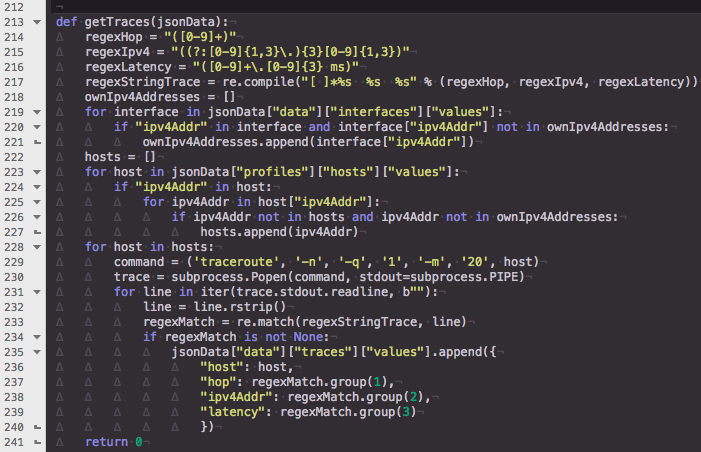 212
213 def getTraces(jsonData):
214     regexHop = "([0-9]+)"
215     regexIpv4 = "((?:[0-9]{1,3}\.){3}[0-9]{1,3})"
216     regexLatency = "([0-9]+\.[0-9]{3} ms)"
217     regexStringTrace = re.compile("[ ]*%s  %s  %s" % (regexHop, regexIpv4, regexLatency))
218     ownIpv4Addresses = []
219     for interface in jsonData["data"]["interfaces"]["values"]:
220         if "ipv4Addr" in interface and interface["ipv4Addr"] not in ownIpv4Addresses:
221             ownIpv4Addresses.append(interface["ipv4Addr"])
222     hosts = []
223     for host in jsonData["profiles"]["hosts"]["values"]:
224         if "ipv4Addr" in host:
225             for ipv4Addr in host["ipv4Addr"]:
226                 if ipv4Addr not in hosts and ipv4Addr not in ownIpv4Addresses:
227                     hosts.append(ipv4Addr)
228     for host in hosts:
229         command = ('traceroute', '-n', '-q', '1', '-m', '20', host)
230         trace = subprocess.Popen(command, stdout=subprocess.PIPE)
231         for line in iter(trace.stdout.readline, b""):
232             line = line.rstrip()
233             regexMatch = re.match(regexStringTrace, line)
234             if regexMatch is not None:
235                 jsonData["data"]["traces"]["values"].append({
236                     "host": host,
237                     "hop": regexMatch.group(1),
238                     "ipv4Addr": regexMatch.group(2),
239                     "latency": regexMatch.group(3)
240                     })
241     return 0